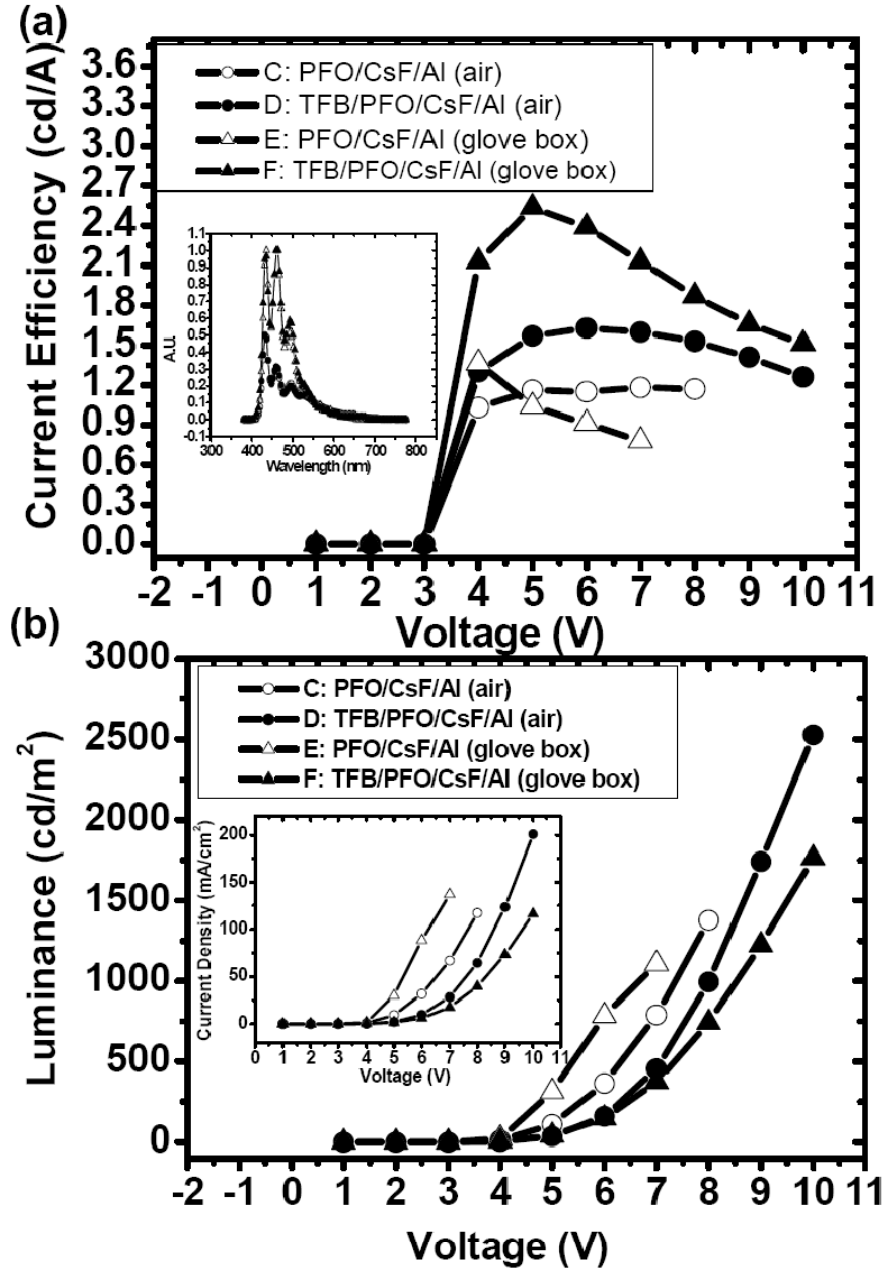 (a)
Current Efficiency (cd/A)
3.6
3.3
3.0
2.7
2.4
2.1
1.8
1.5
1.2
0.9
0.6
0.3
0.0
C: PFO/CsF/Al (air)
D: TFB/PFO/CsF/Al (air)
E: PFO/CsF/Al (glove box)
F: TFB/PFO/CsF/Al (glove box)
A.U.
1.1
1.0
0.9
0.8
0.7
0.6
0.5
0.4
0.3
0.2
0.1
0.0
-0.1
300 400 500 600 700 800
Wavelength (nm)
-2 -1 0 1 2 3 4 5 6 7 8 9 10 11
Voltage (V)
(b)
Luminance (cd/m²)
3000
2500
2000
1500
1000
500
0
C: PFO/CsF/Al (air)
D: TFB/PFO/CsF/Al (air)
E: PFO/CsF/Al (glove box)
F: TFB/PFO/CsF/Al (glove box)
Current Density (mA/cm²)
200
150
100
50
0
0 1 2 3 4 5 6 7 8 9 10 11
Voltage (V)
-2 -1 0 1 2 3 4 5 6 7 8 9 10 11
Voltage (V)